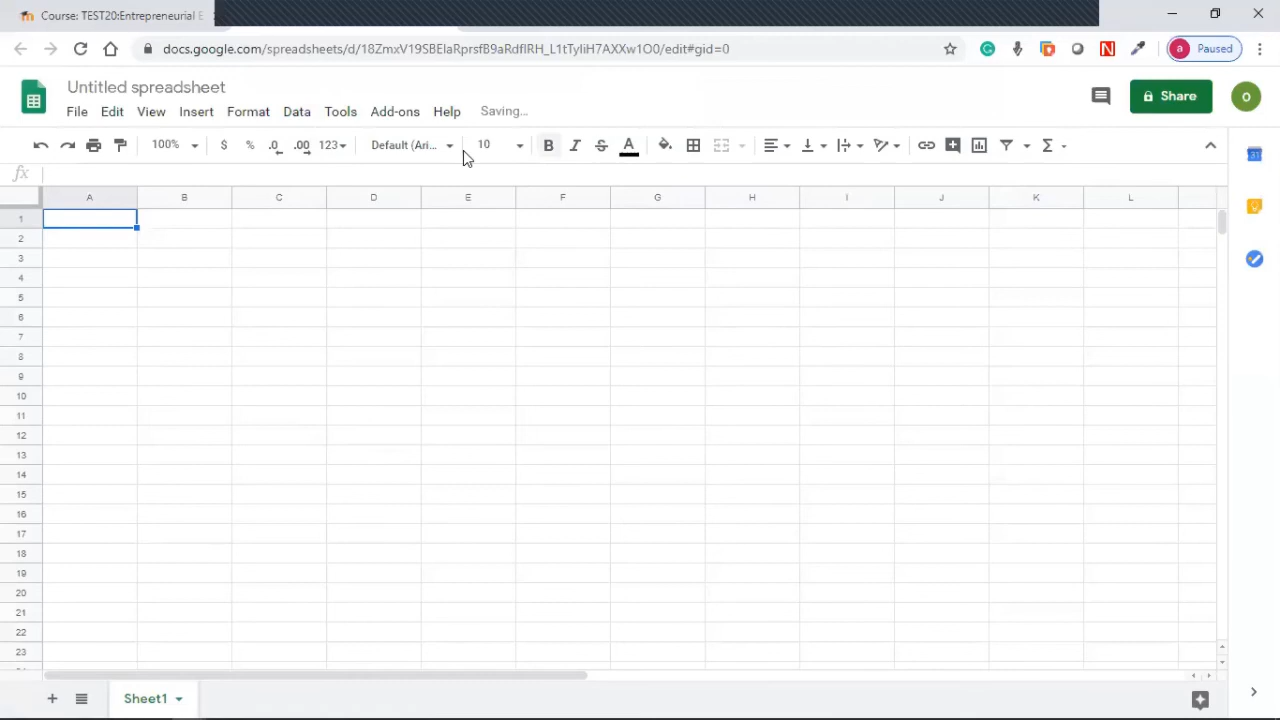 Course: TEST20:Entrepreneurial E
docs.google.com/spreadsheets/d/18ZmxV19SBElaRprsfB9aRdflRH_L1tTyliH7AXXw1O0/edit#gid=0
N
a
Paused
Untitled spreadsheet
File Edit View Insert Format Data Tools Add-ons Help Saving...
Share
o
100% $ % .0 .00 123 Default (Ari... 10 B I S A Σ
31
fx
A B C D E F G H I J K L
1
2
3
4
5
6
7
8
9
10
11
12
13
14
15
16
17
18
19
20
21
22
23
+ Sheet1